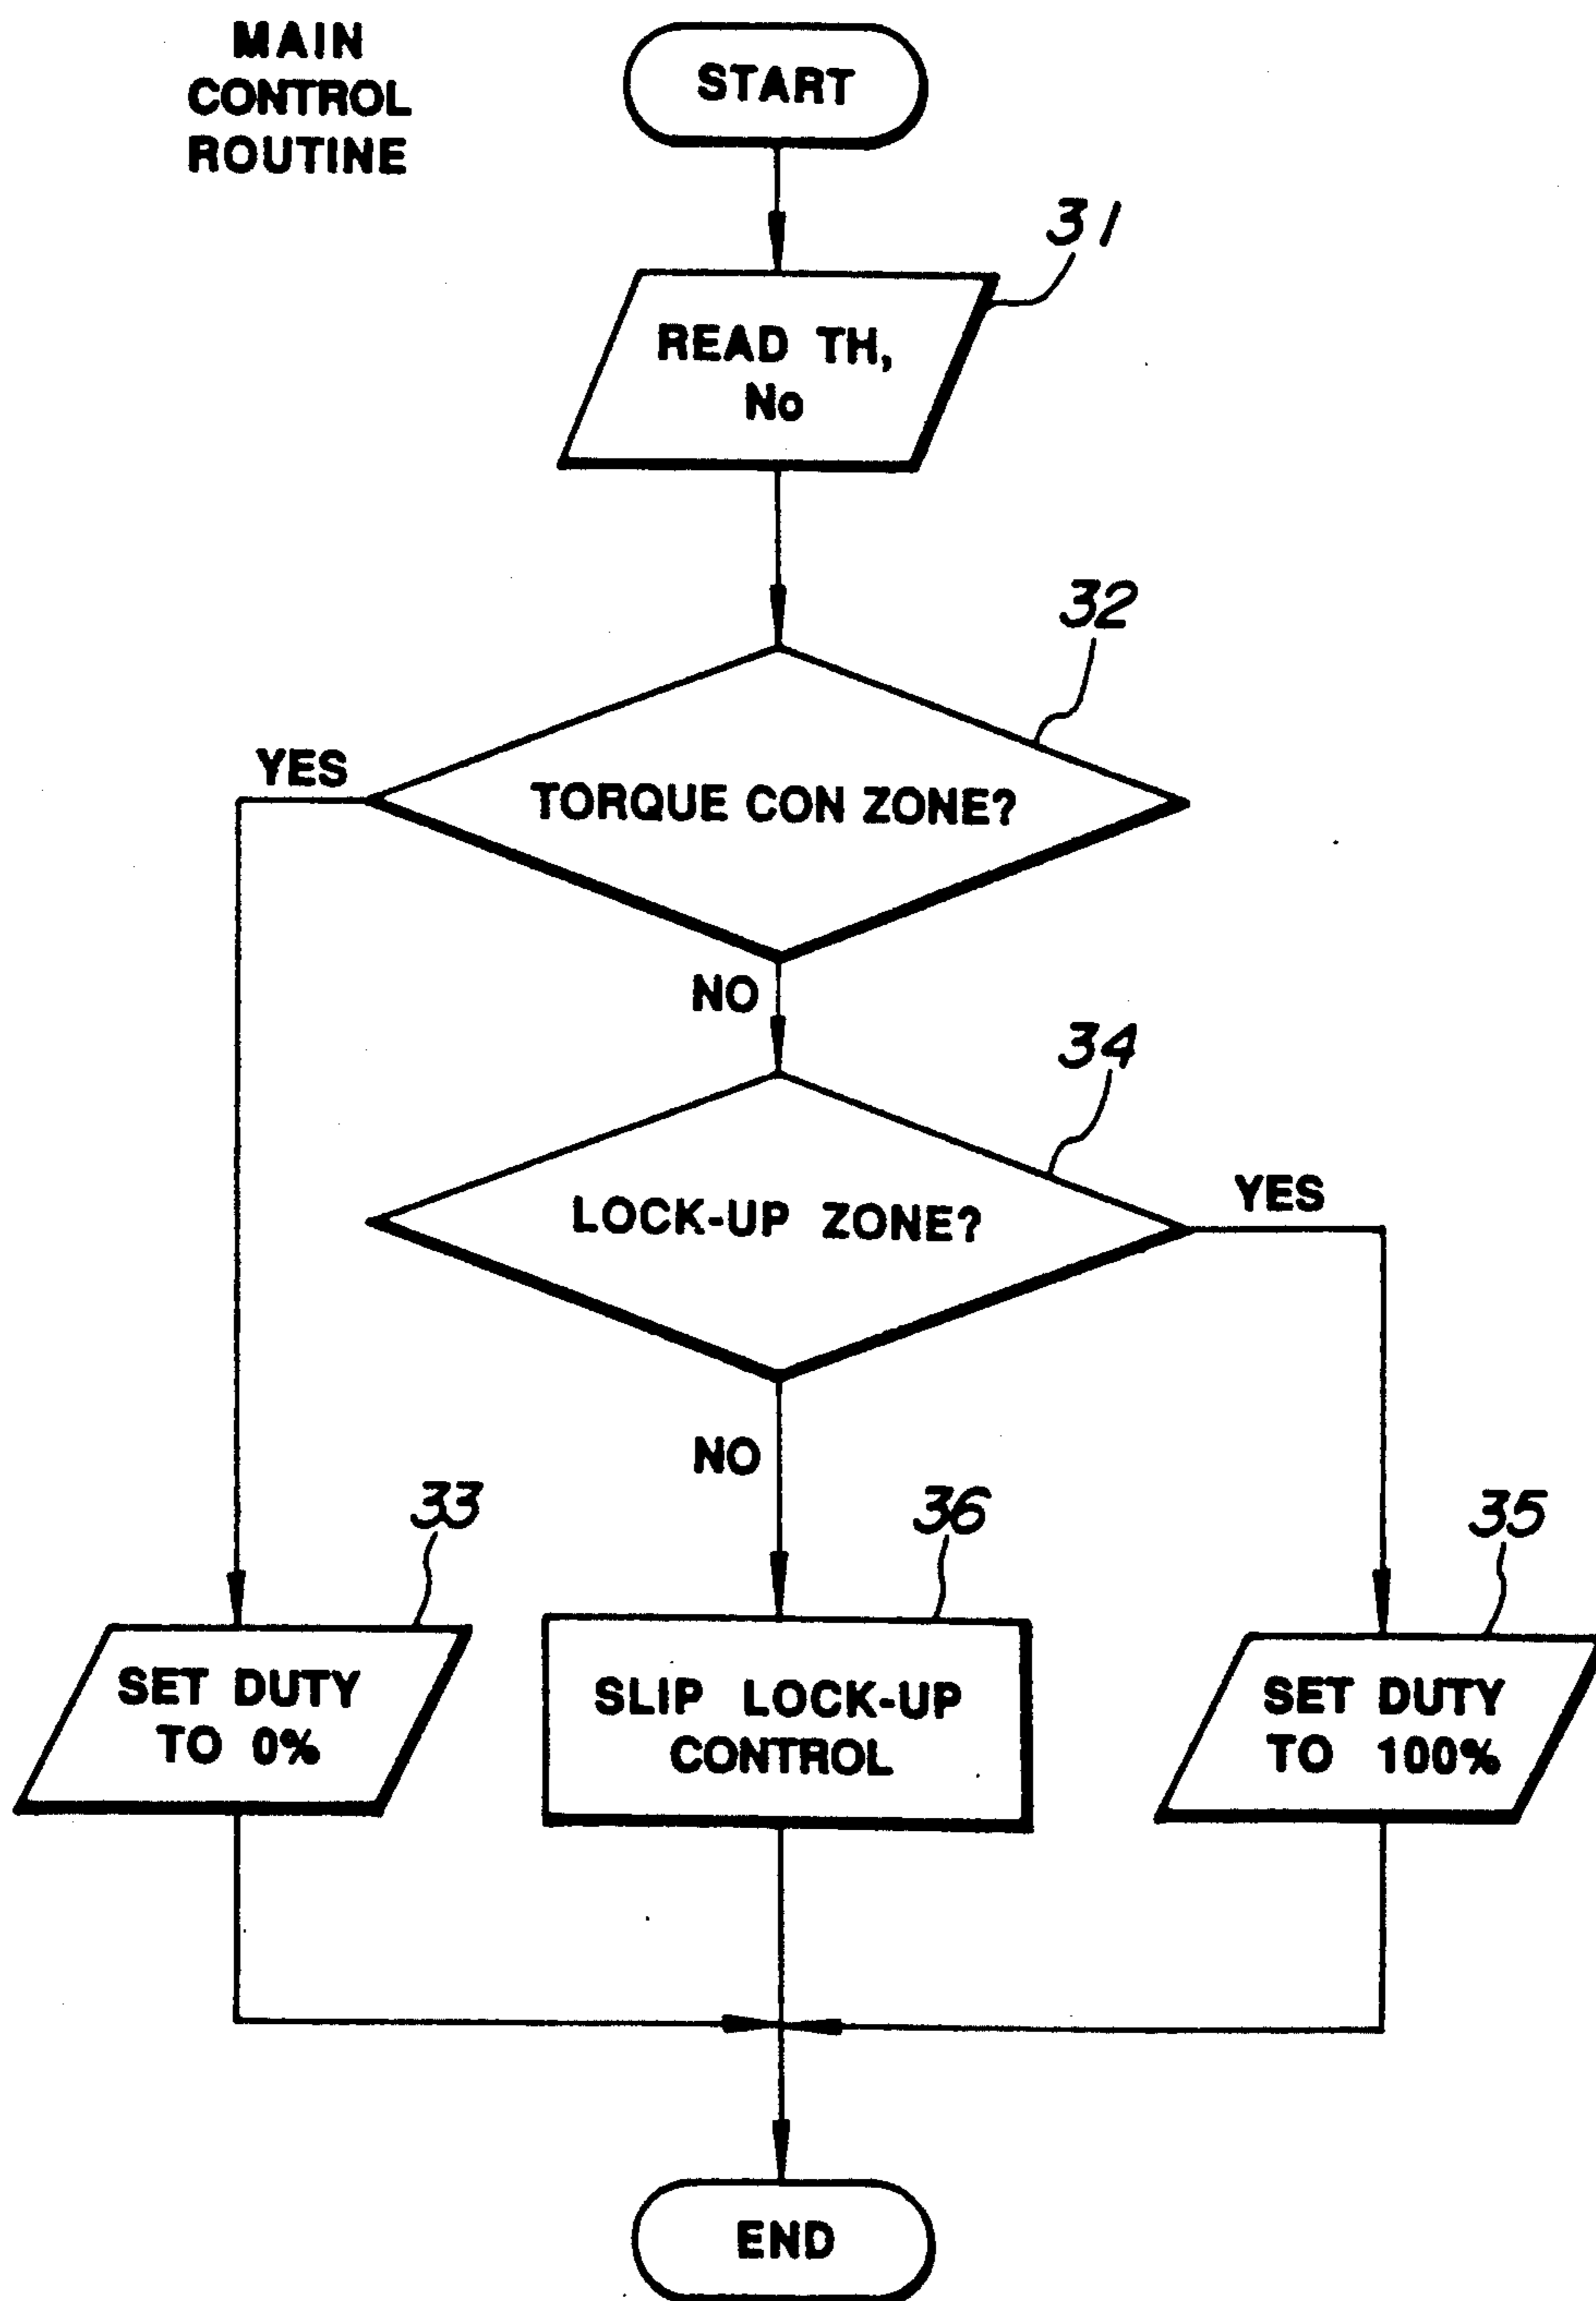 MAIN
CONTROL
ROUTINE
START
31
READ TH,
No
32
YES
TORQUE CON ZONE?
NO
34
YES
LOCK-UP ZONE?
NO
33
36
35
SET DUTY
TO 0%
SLIP LOCK-UP
CONTROL
SET DUTY
TO 100%
END